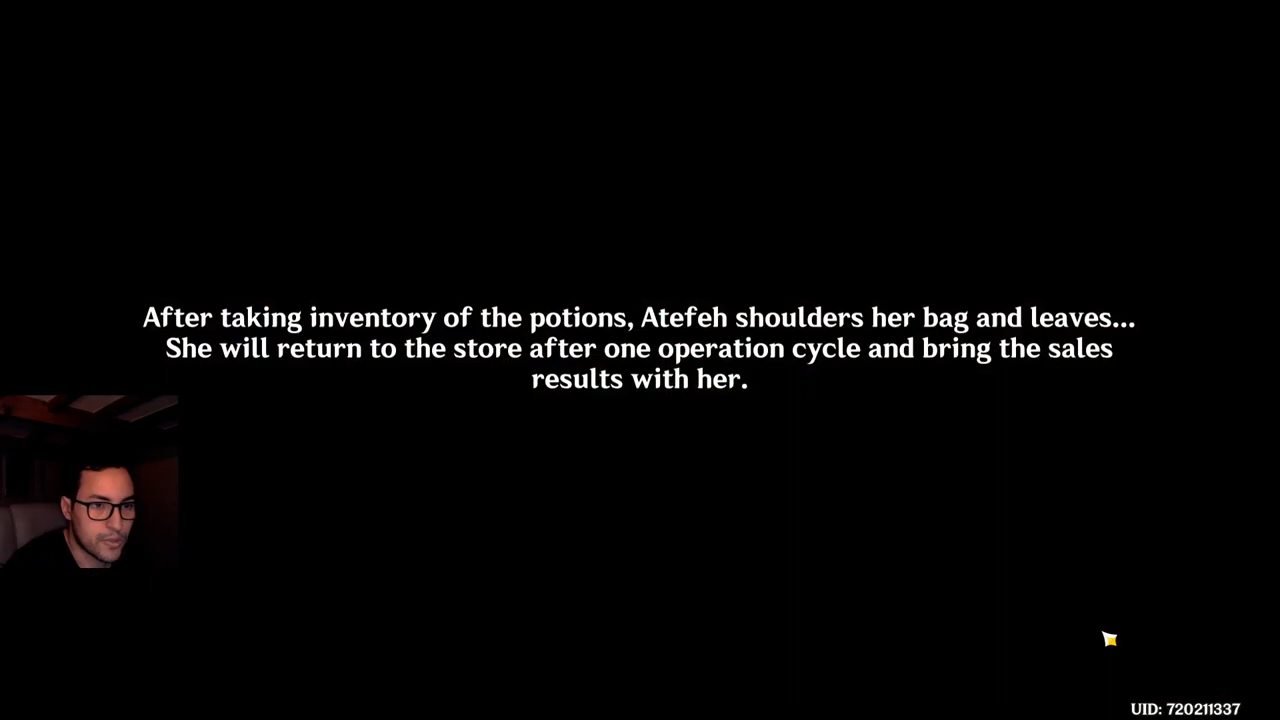 After taking inventory of the potions, Atefeh shoulders her bag and leaves...
She will return to the store after one operation cycle and bring the sales
results with her.
UID: 720211337